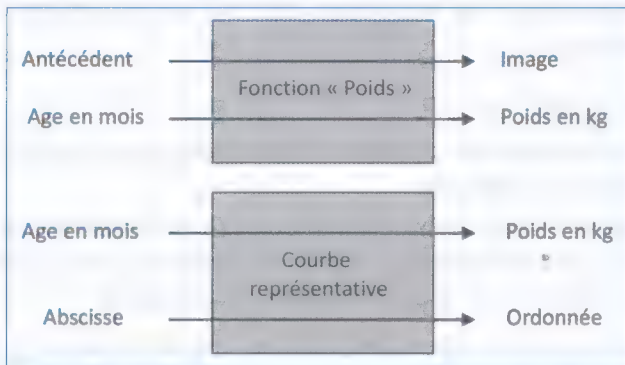 Antécédent Image
Fonction « Poids »
Age en mois Poids en kg
Age en mois Poids en kg
Courbe
représentative
Abscisse Ordonnée